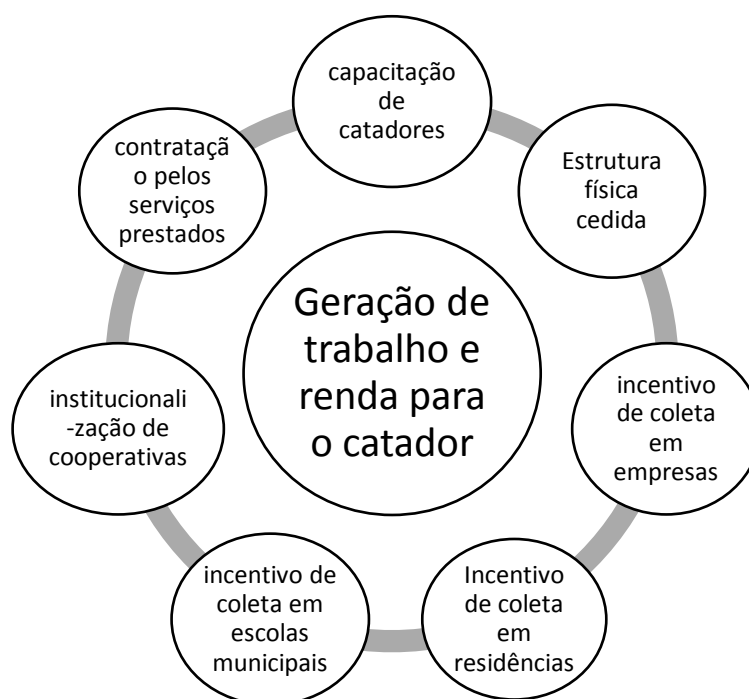 capacitação
de
catadores
Estrutura
física
cedida
incentivo
de coleta
em
empresas
Incentivo
de coleta
em
residências
incentivo de
coleta em
escolas
municipais
institucionali
-zação de
cooperativas
contrataçã
o pelos
serviços
prestados
Geração de
trabalho e
renda para
o catador